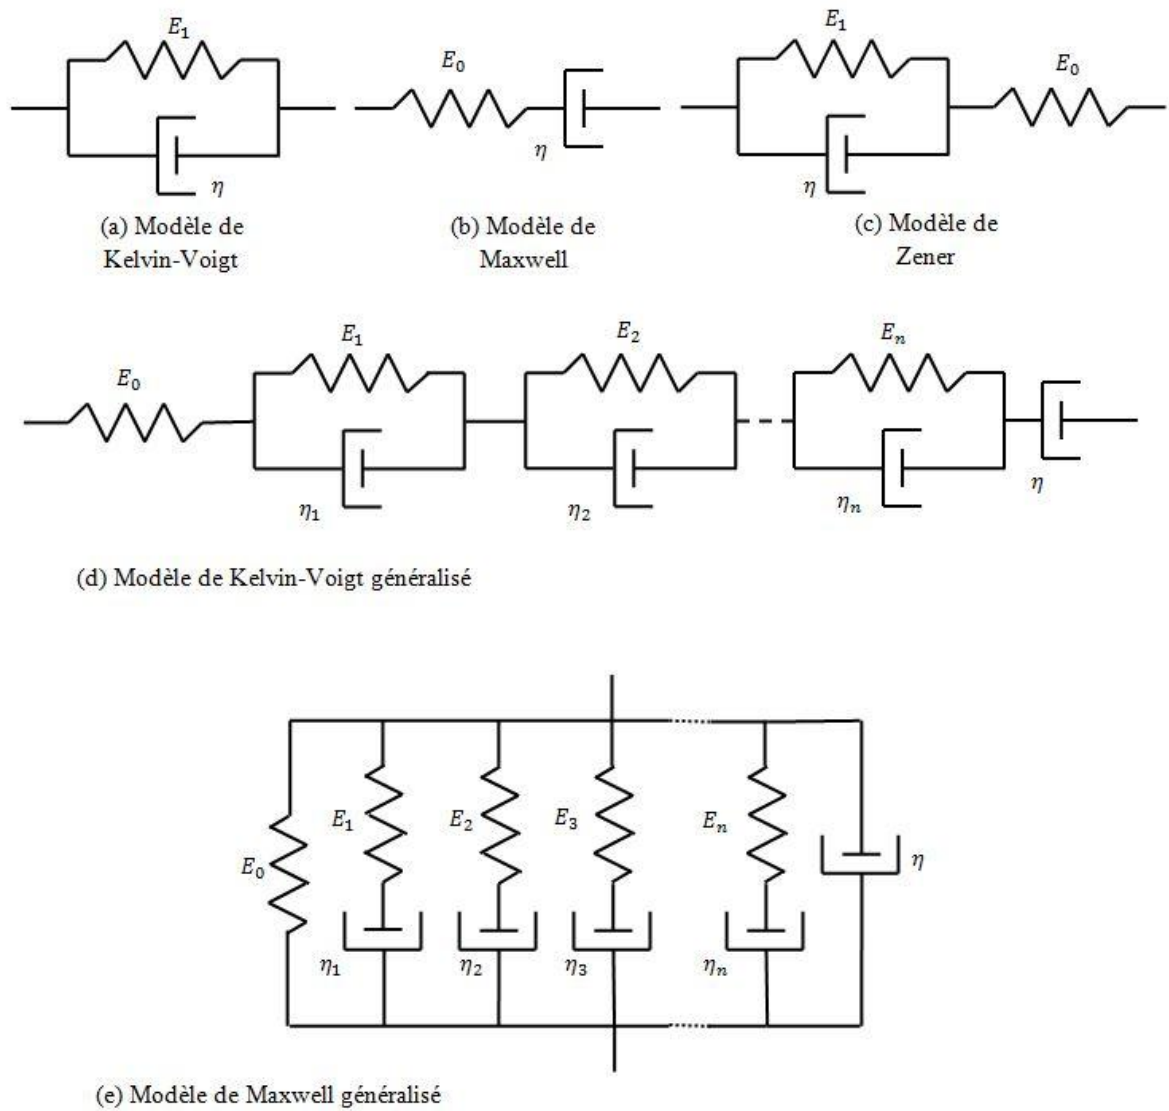 E₁
η
(a) Modèle de
Kelvin-Voigt
E₀
η
(b) Modèle de
Maxwell
E₁
E₀
η
(c) Modèle de
Zener
E₀
E₁
E₂
Eₙ
η₁
η₂
ηₙ
η
(d) Modèle de Kelvin-Voigt généralisé
E₀
E₁
E₂
E₃
Eₙ
η
η₁
η₂
η₃
ηₙ
(e) Modèle de Maxwell généralisé